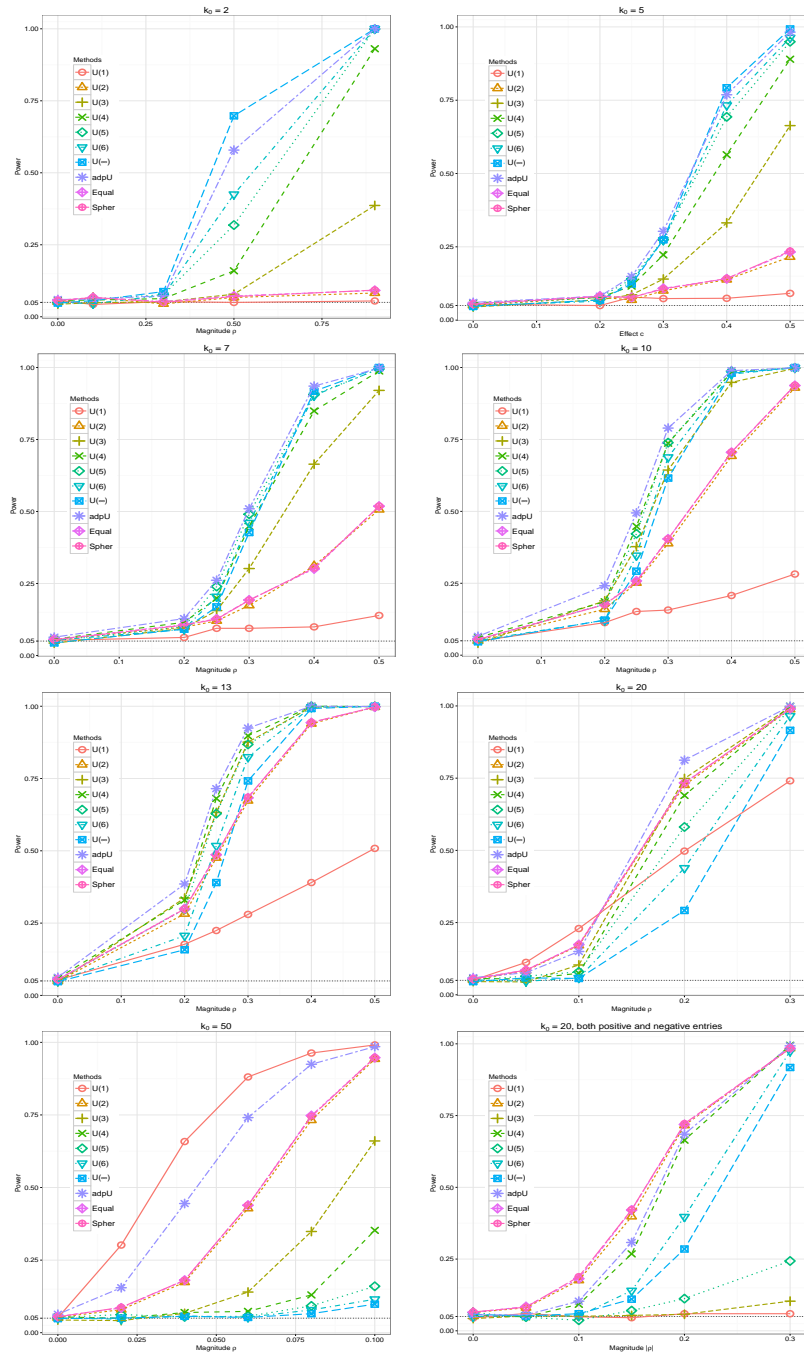 k₀ = 2
1.00
0.75
0.50
0.25
0.05
0.00
Power
Methods
U(1)
U(2)
U(3)
U(4)
U(5)
U(6)
U(∞)
adpU
Equal
Spher
0.00
0.25
0.50
0.75
Magnitude ρ
k₀ = 5
1.00
0.75
0.50
0.25
0.05
0.00
Power
Methods
U(1)
U(2)
U(3)
U(4)
U(5)
U(6)
U(∞)
adpU
Equal
Spher
0.0
0.1
0.2
0.3
0.4
0.5
Effect c
k₀ = 7
1.00
0.75
0.50
0.25
0.05
0.00
Power
Methods
U(1)
U(2)
U(3)
U(4)
U(5)
U(6)
U(∞)
adpU
Equal
Spher
0.0
0.1
0.2
0.3
0.4
0.5
Magnitude ρ
k₀ = 10
1.00
0.75
0.50
0.25
0.05
0.00
Power
Methods
U(1)
U(2)
U(3)
U(4)
U(5)
U(6)
U(∞)
adpU
Equal
Spher
0.0
0.1
0.2
0.3
0.4
0.5
Magnitude ρ
k₀ = 13
1.00
0.75
0.50
0.25
0.05
0.00
Power
Methods
U(1)
U(2)
U(3)
U(4)
U(5)
U(6)
U(∞)
adpU
Equal
Spher
0.0
0.1
0.2
0.3
0.4
0.5
Magnitude ρ
k₀ = 20
1.00
0.75
0.50
0.25
0.05
0.00
Power
Methods
U(1)
U(2)
U(3)
U(4)
U(5)
U(6)
U(∞)
adpU
Equal
Spher
0.0
0.1
0.2
0.3
Magnitude ρ
k₀ = 50
1.00
0.75
0.50
0.25
0.05
0.00
Power
Methods
U(1)
U(2)
U(3)
U(4)
U(5)
U(6)
U(∞)
adpU
Equal
Spher
0.000
0.025
0.050
0.075
0.100
Magnitude ρ
k₀ = 20, both positive and negative entries
1.00
0.75
0.50
0.25
0.05
0.00
Power
Methods
U(1)
U(2)
U(3)
U(4)
U(5)
U(6)
U(∞)
adpU
Equal
Spher
0.0
0.1
0.2
0.3
Magnitude |ρ|